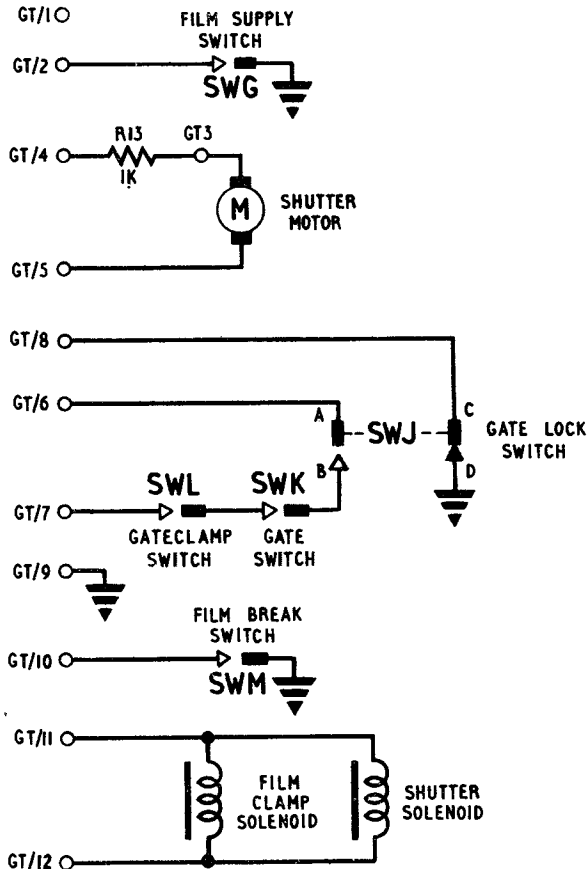 GT/1
FILM SUPPLY
SWITCH
GT/2
SWG
R13
GT3
GT/4
1K
M
SHUTTER
MOTOR
GT/5
GT/8
GT/6
A
SWJ
C
GATE LOCK
SWITCH
B
D
SWL
SWK
GT/7
GATECLAMP
SWITCH
GATE
SWITCH
GT/9
FILM BREAK
SWITCH
GT/10
SWM
GT/11
FILM
CLAMP
SOLENOID
SHUTTER
SOLENOID
GT/12